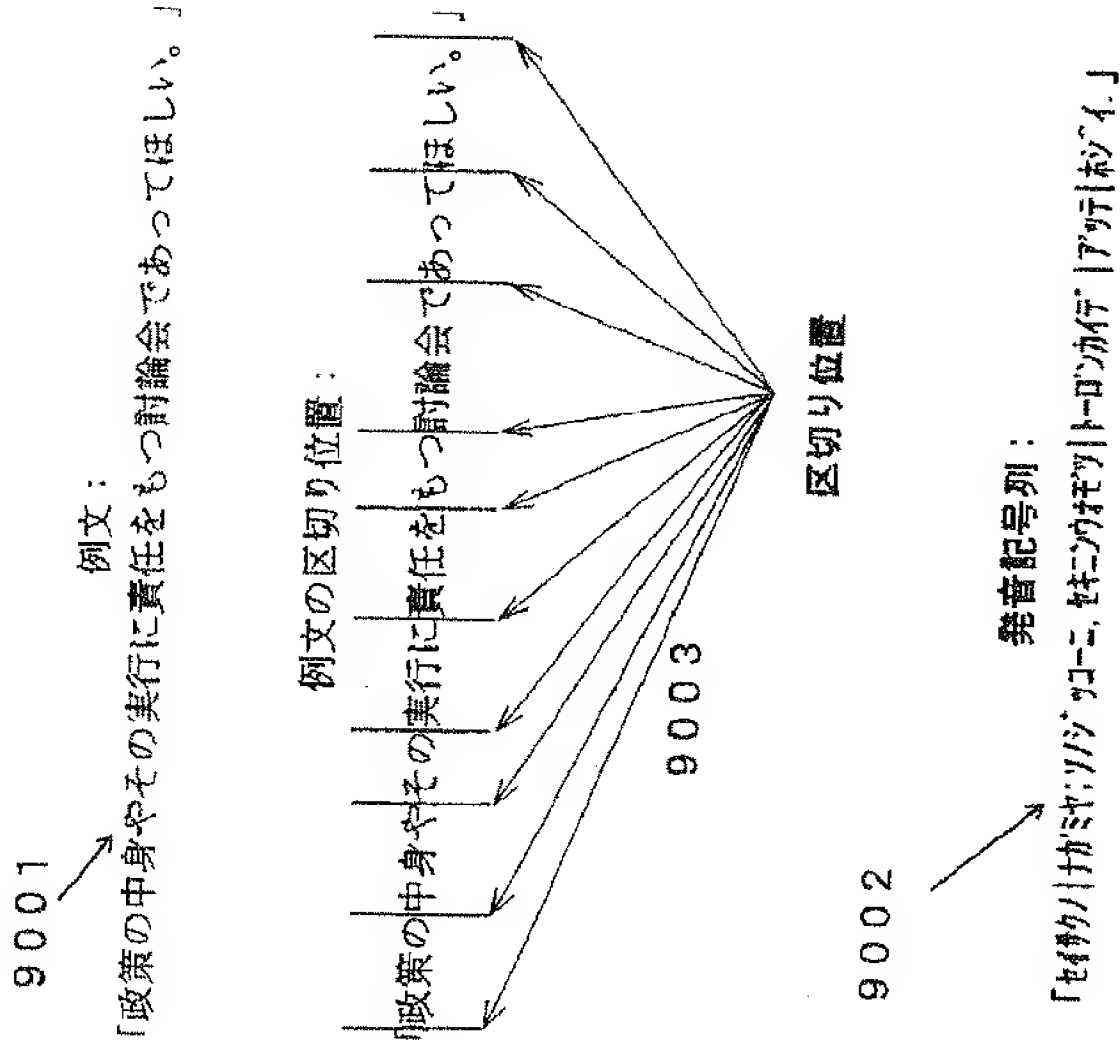 9001
例文:
「政策の中身やその実行に責任をもつ討論会であってほしい。」
例文の区切り位置:
「政策の中身やその実行に責任をもつ討論会であってほしい。」
9003
区切り位置
9002
発音記号列: